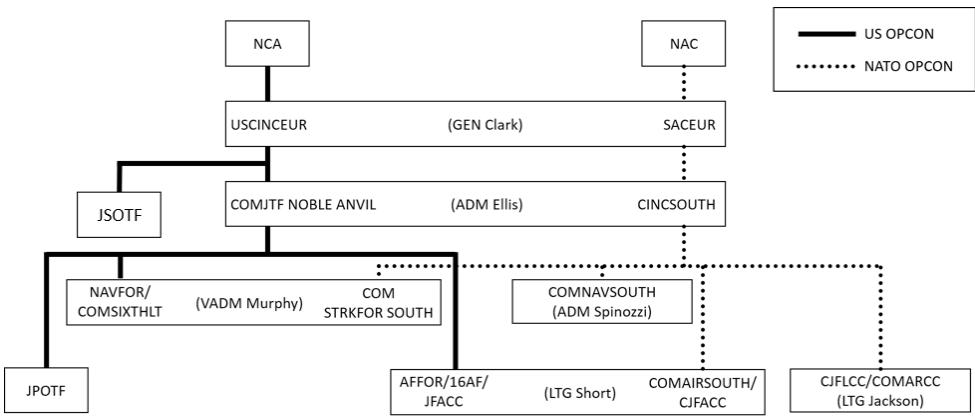 NCA
NAC
US OPCON
NATO OPCON
USCINCEUR (GEN Clark) SACEUR
JSOTF
COMJTF NOBLE ANVIL (ADM Ellis) CINCSOUTH
NAVFOR/
COMSIXTHLT
(VADM Murphy)
COM
STRKFOR SOUTH
COMNAVSOUTH
(ADM Spinozzi)
JPOTF
AFFOR/16AF/
JFACC
(LTG Short)
COMAIRSOUTH/
CJFACC
CJFLCC/COMARCC
(LTG Jackson)